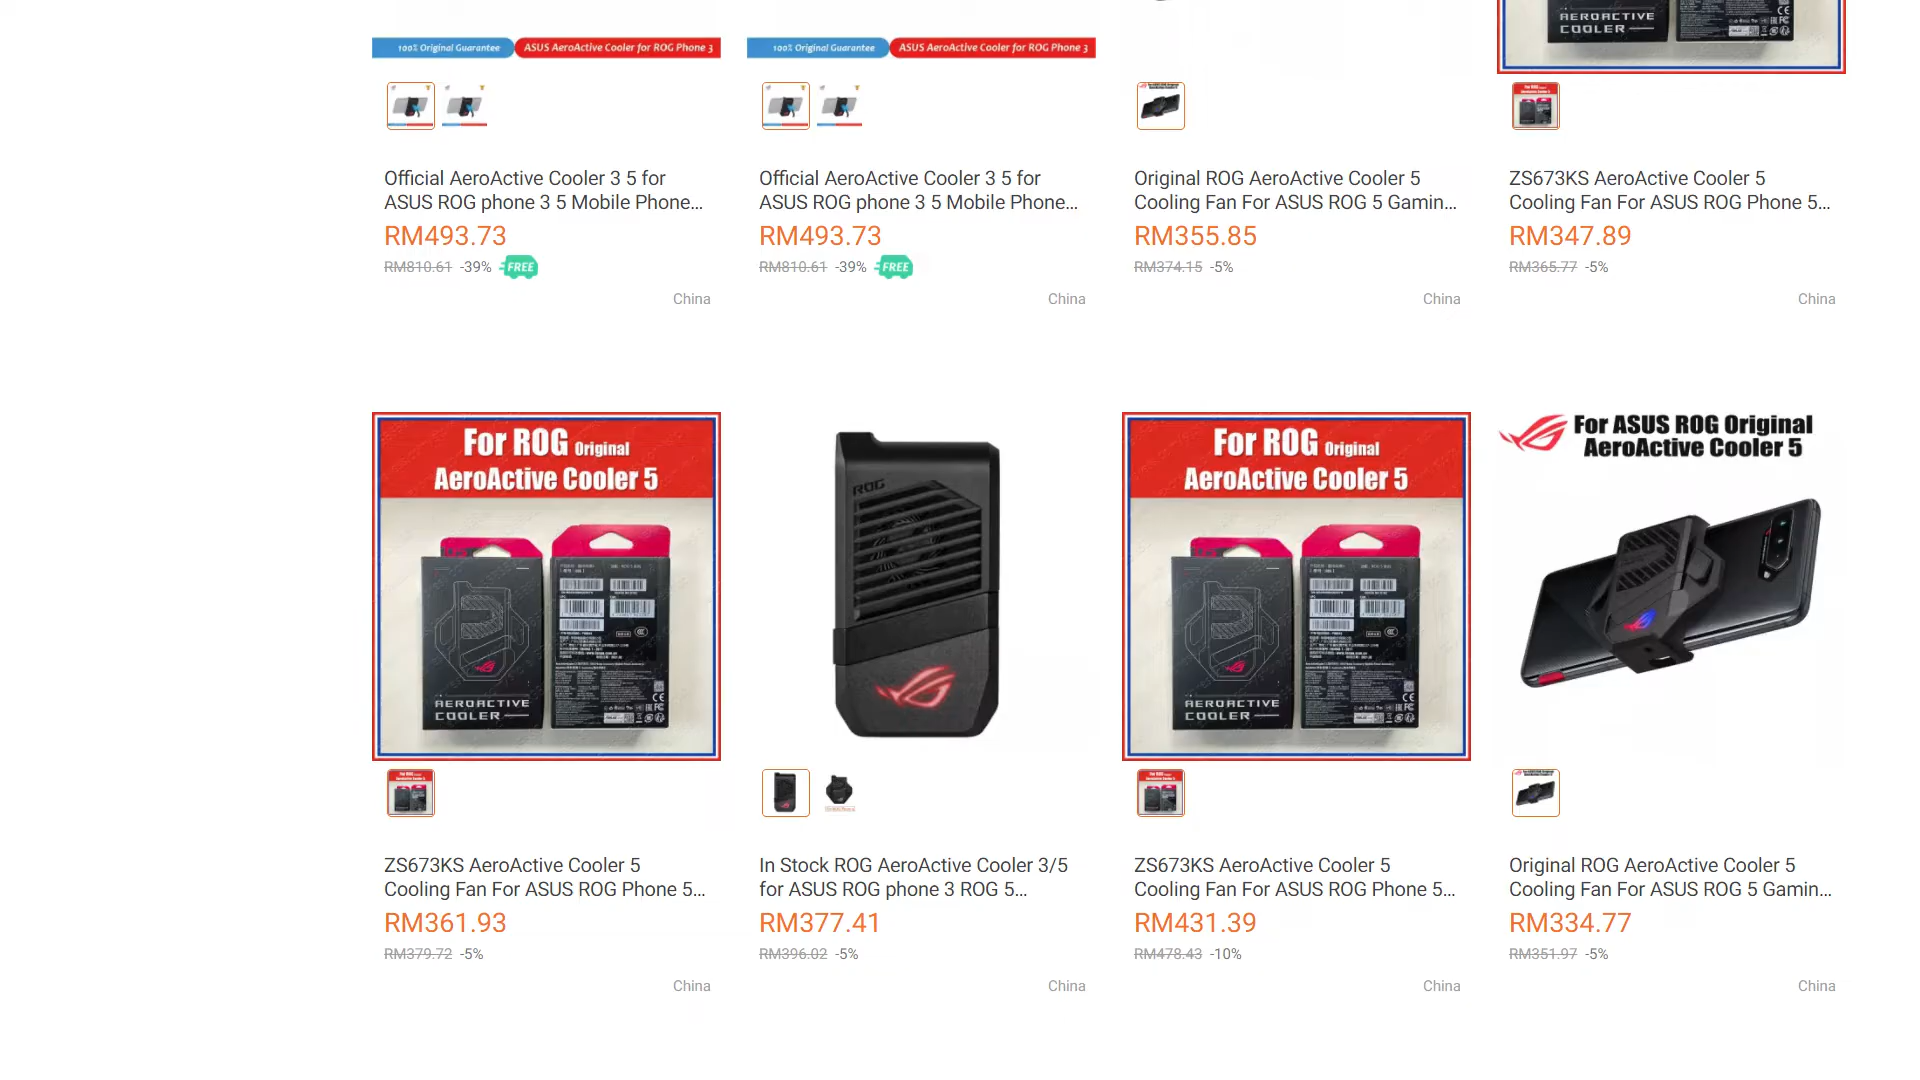 100% Original Guarantee
ASUS AeroActive Cooler for ROG Phone 3
100% Original Guarantee
ASUS AeroActive Cooler for ROG Phone 3
AEROACTIVE
COOLER
Official AeroActive Cooler 3 5 for
ASUS ROG phone 3 5 Mobile Phone...
RM493.73
RM810.61 -39% FREE
China
Official AeroActive Cooler 3 5 for
ASUS ROG phone 3 5 Mobile Phone...
RM493.73
RM810.61 -39% FREE
China
Original ROG AeroActive Cooler 5
Cooling Fan For ASUS ROG 5 Gamin...
RM355.85
RM374.15 -5%
China
ZS673KS AeroActive Cooler 5
Cooling Fan For ASUS ROG Phone 5...
RM347.89
RM365.77 -5%
China
For ROG Original
AeroActive Cooler 5
AEROACTIVE
COOLER
ZS673KS AeroActive Cooler 5
Cooling Fan For ASUS ROG Phone 5...
RM361.93
RM379.72 -5%
China
ROG
In Stock ROG AeroActive Cooler 3/5
for ASUS ROG phone 3 ROG 5...
RM377.41
RM396.02 -5%
China
For ROG Original
AeroActive Cooler 5
AEROACTIVE
COOLER
ZS673KS AeroActive Cooler 5
Cooling Fan For ASUS ROG Phone 5...
RM431.39
RM478.43 -10%
China
For ASUS ROG Original
AeroActive Cooler 5
Original ROG AeroActive Cooler 5
Cooling Fan For ASUS ROG 5 Gamin...
RM334.77
RM351.97 -5%
China